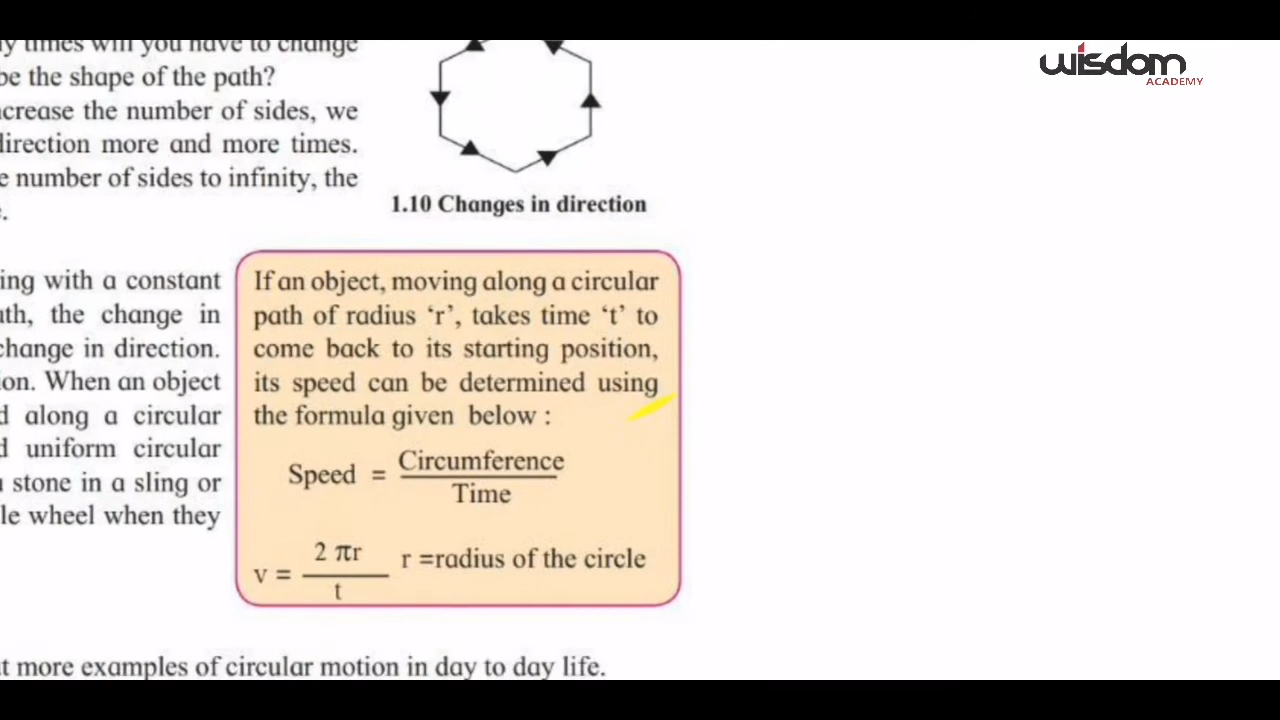 y times will you have to change
be the shape of the path?
crease the number of sides, we
direction more and more times.
e number of sides to infinity, the
1.10 Changes in direction
wisdom
ACADEMY
ing with a constant
th, the change in
change in direction.
ion. When an object
d along a circular
d uniform circular
stone in a sling or
le wheel when they
If an object, moving along a circular
path of radius ‘r’, takes time ‘t’ to
come back to its starting position,
its speed can be determined using
the formula given below :
Speed = Circumference
Time
v = 2 πr r =radius of the circle
t
t more examples of circular motion in day to day life.